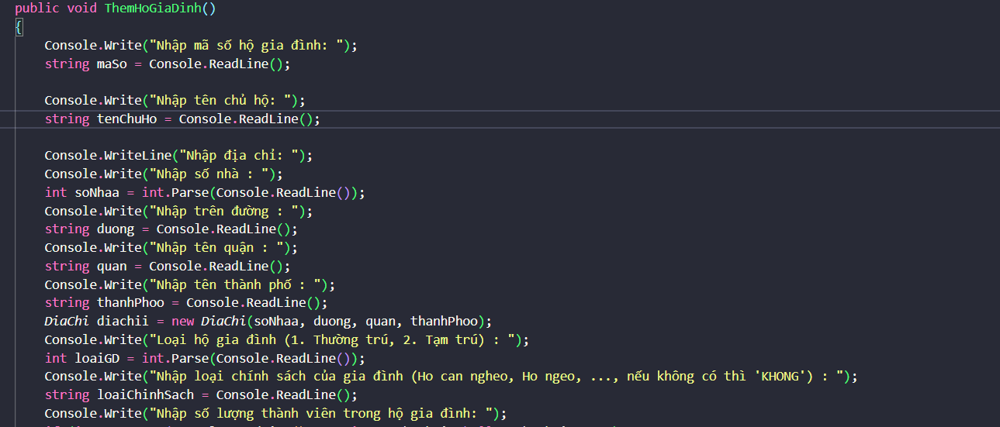 public void ThemHoGiaDinh()
{
Console.Write("Nhập mã số hộ gia đình: ");
string maSo = Console.ReadLine();
Console.Write("Nhập tên chủ hộ: ");
string tenChuHo = Console.ReadLine();
Console.WriteLine("Nhập địa chỉ: ");
Console.Write("Nhập số nhà : ");
int soNhaa = int.Parse(Console.ReadLine());
Console.Write("Nhập trên đường : ");
string duong = Console.ReadLine();
Console.Write("Nhập tên quận : ");
string quan = Console.ReadLine();
Console.Write("Nhập tên thành phố : ");
string thanhPhoo = Console.ReadLine();
DiaChi diachii = new DiaChi(soNhaa, duong, quan, thanhPhoo);
Console.Write("Loại hộ gia đình (1. Thường trú, 2. Tạm trú) : ");
int loaiGD = int.Parse(Console.ReadLine());
Console.Write("Nhập loại chính sách của gia đình (Ho can ngheo, Ho ngeo, ..., nếu không có thì 'KHONG') : ");
string loaiChinhSach = Console.ReadLine();
Console.Write("Nhập số lượng thành viên trong hộ gia đình: ");